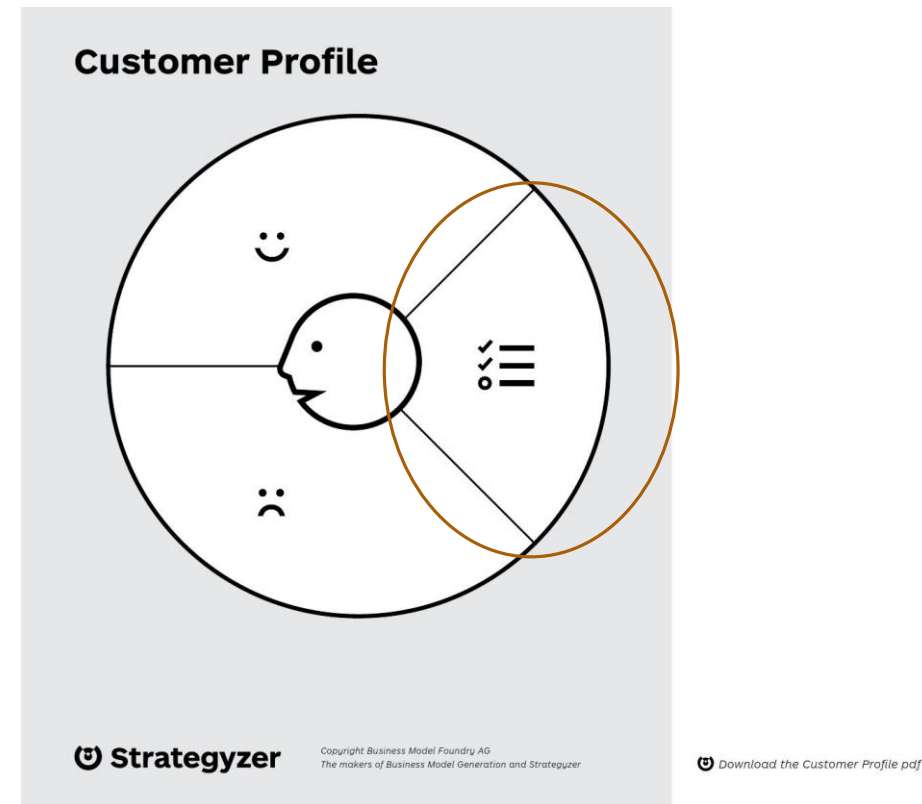 Customer Profile
Strategyzer
Copyright Business Model Foundry AG
The makers of Business Model Generation and Strategyzer
Download the Customer Profile pdf